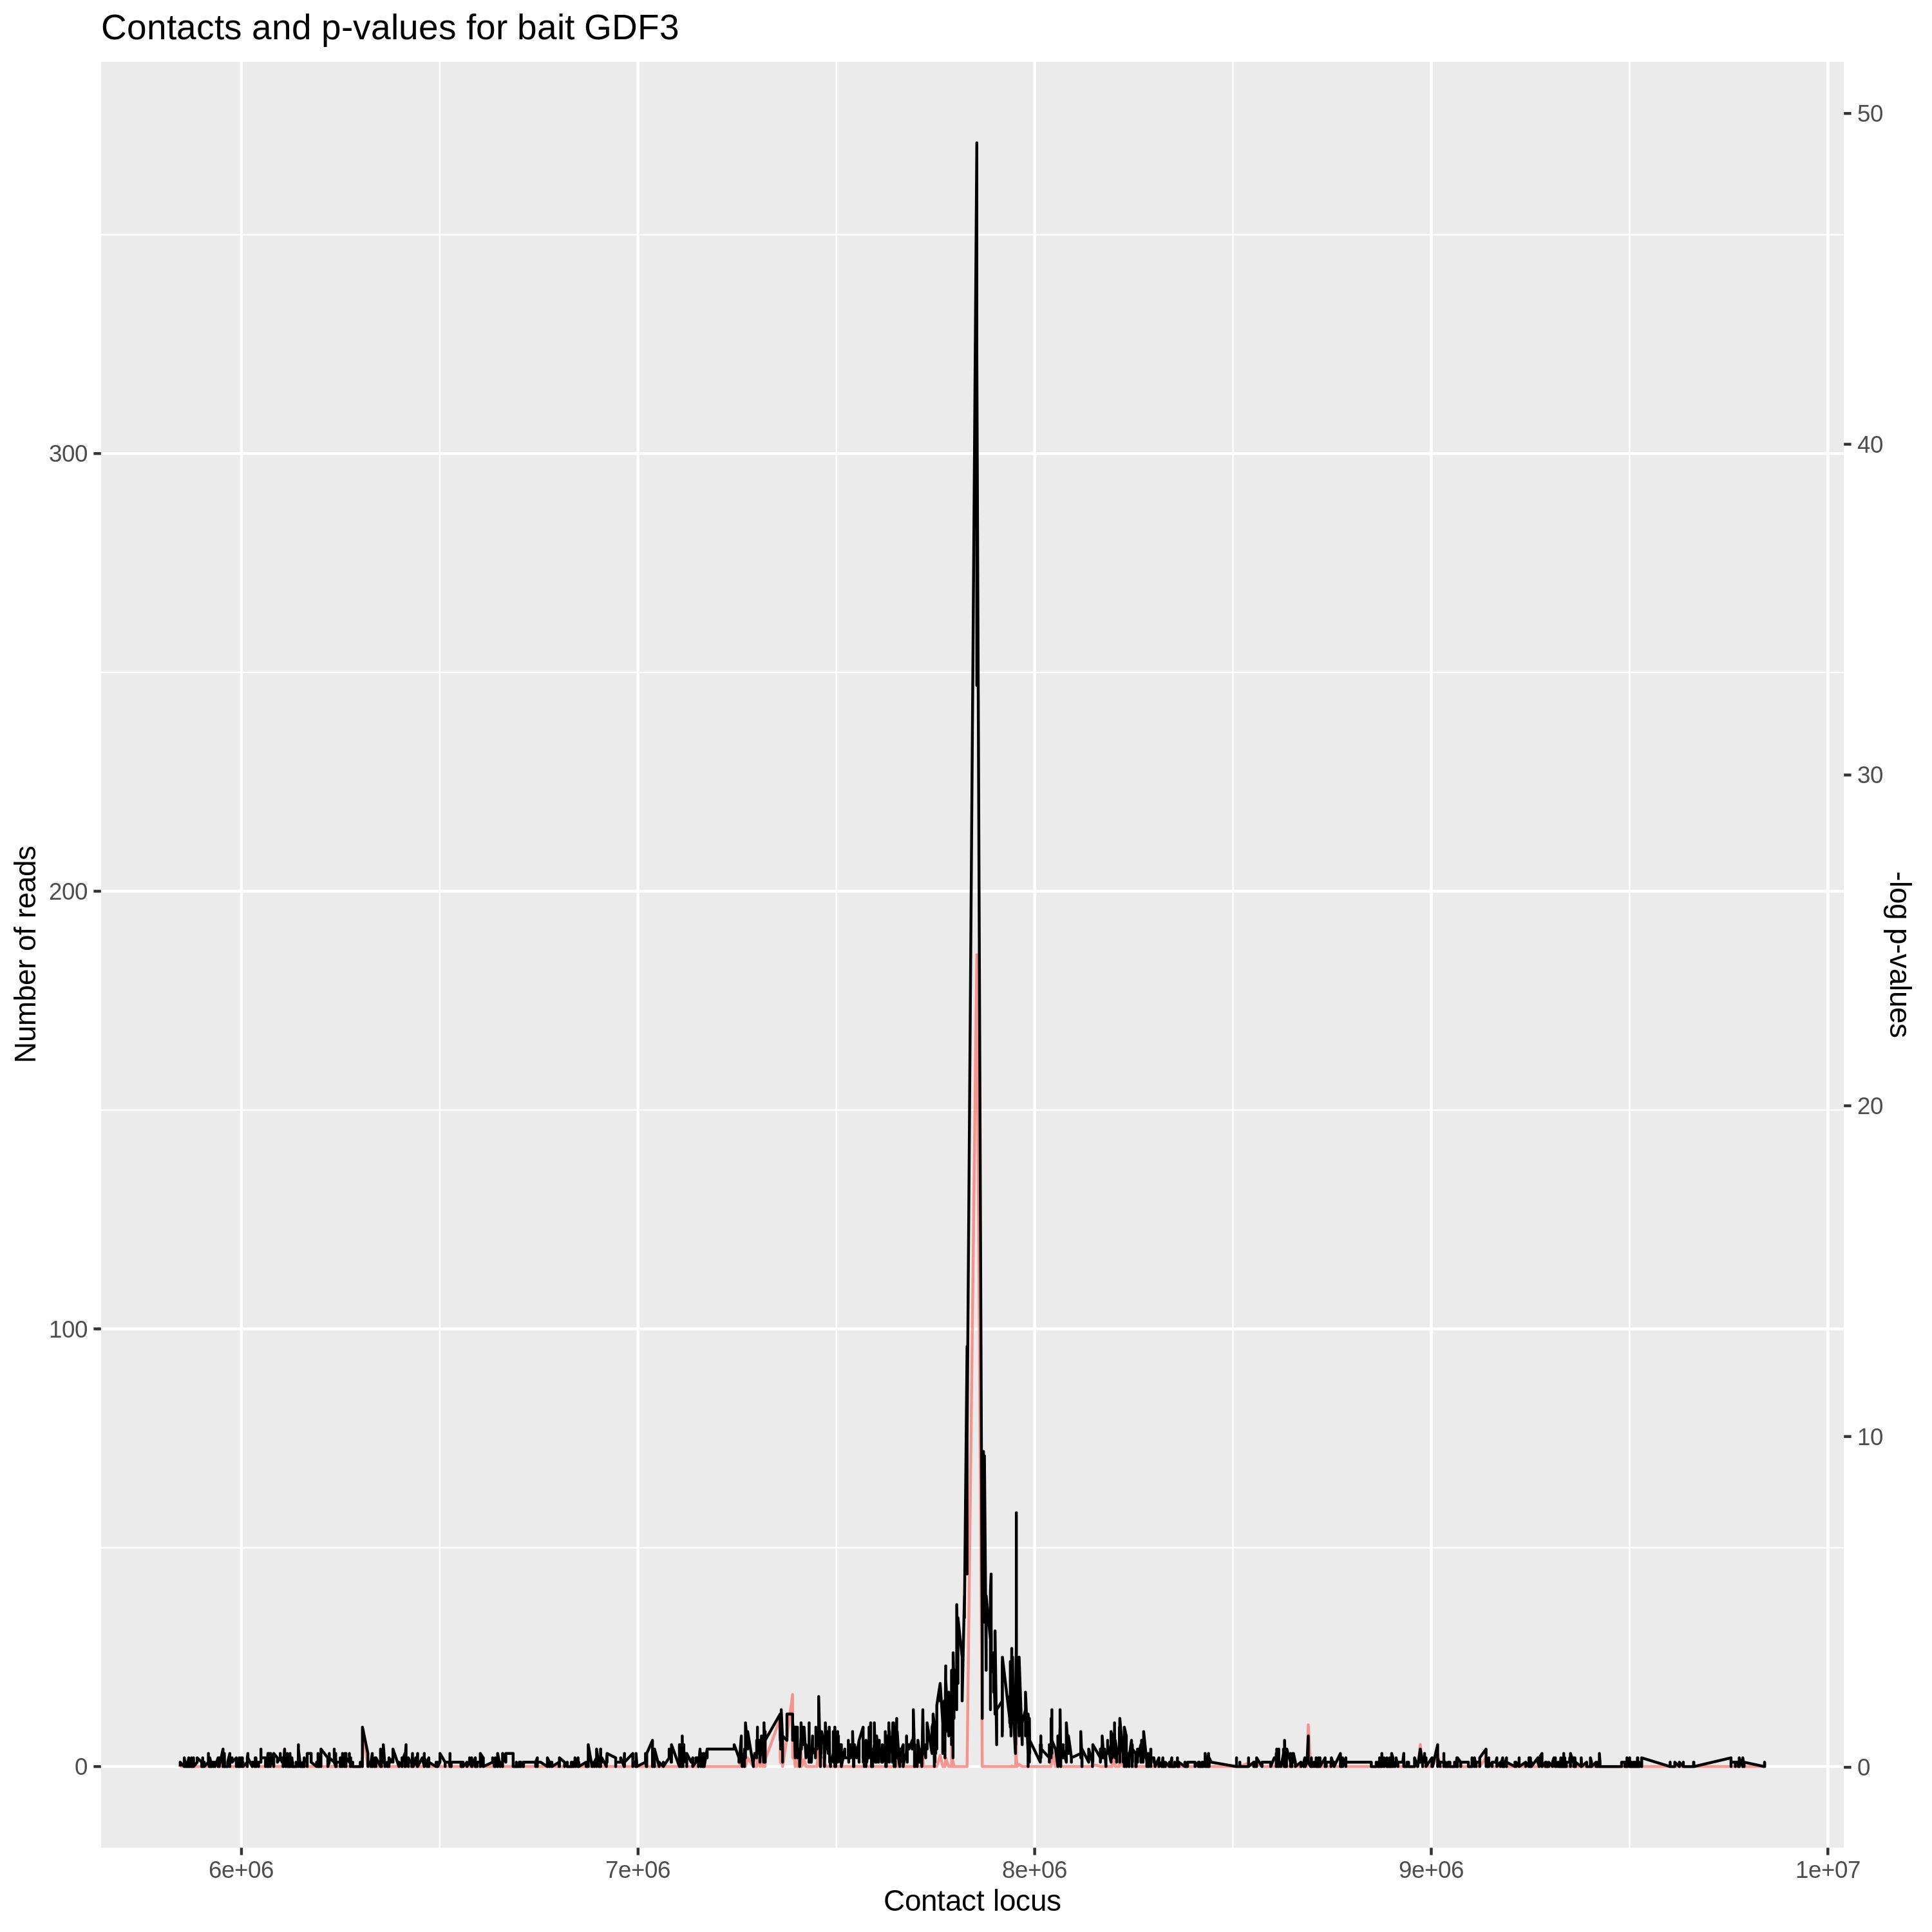 Contacts and p-values for bait GDF3
50
40
30
20
10
0
-log p-values
300
200
100
0
Number of reads
6e+06
7e+06
8e+06
9e+06
1e+07
Contact locus